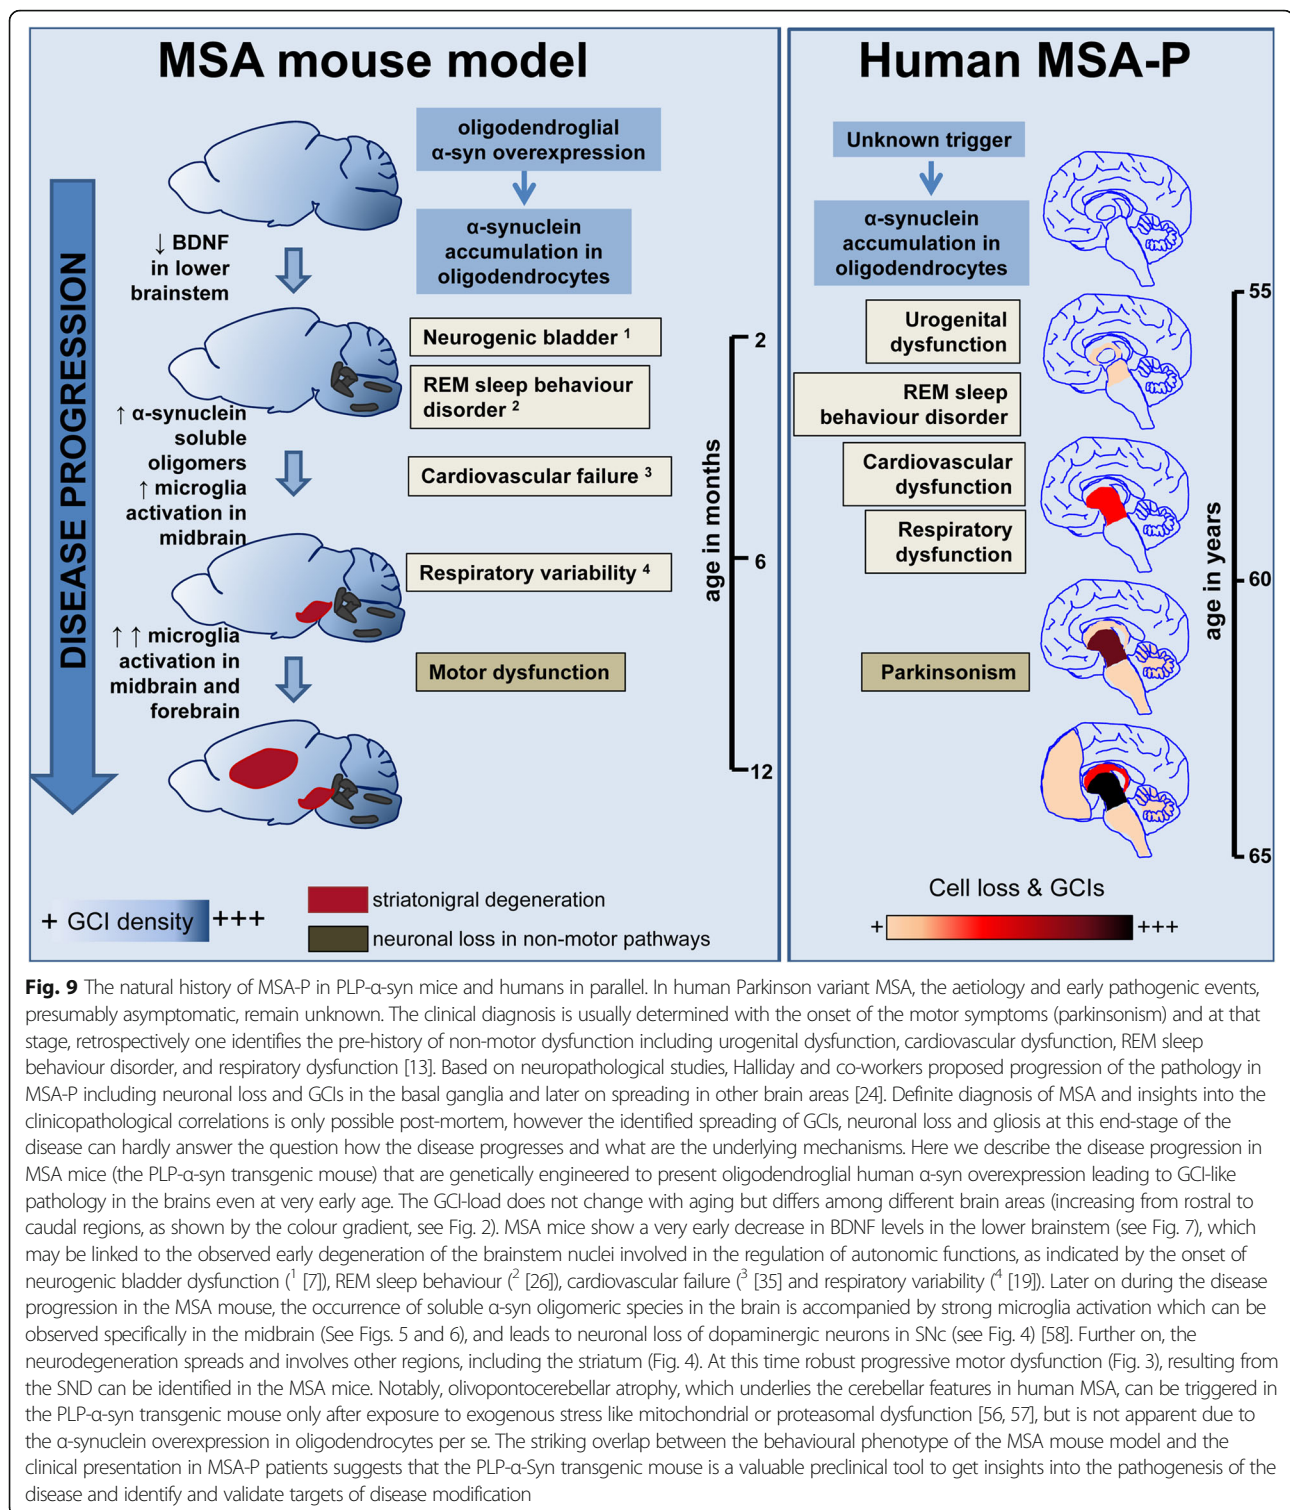 MSA mouse model
DISEASE PROGRESSION
oligodendroglial
α-syn overexpression
α-synuclein
accumulation in
oligodendrocytes
↓ BDNF
in lower
brainstem
Neurogenic bladder 1
REM sleep behaviour
disorder 2
↑ α-synuclein
soluble
oligomers
↑ microglia
activation in
midbrain
Cardiovascular failure 3
Respiratory variability 4
↑ ↑ microglia
activation in
midbrain and
forebrain
Motor dysfunction
age in months
2
6
12
+ GCI density +++
striatonigral degeneration
neuronal loss in non-motor pathways
Human MSA-P
Unknown trigger
α-synuclein
accumulation in
oligodendrocytes
Urogenital
dysfunction
REM sleep
behaviour disorder
Cardiovascular
dysfunction
Respiratory
dysfunction
Parkinsonism
age in years
55
60
65
Cell loss & GCIs
+ +++
Fig. 9 The natural history of MSA-P in PLP-α-syn mice and humans in parallel. In human Parkinson variant MSA, the aetiology and early pathogenic events,
presumably asymptomatic, remain unknown. The clinical diagnosis is usually determined with the onset of the motor symptoms (parkinsonism) and at that
stage, retrospectively one identifies the pre-history of non-motor dysfunction including urogenital dysfunction, cardiovascular dysfunction, REM sleep
behaviour disorder, and respiratory dysfunction [13]. Based on neuropathological studies, Halliday and co-workers proposed progression of the pathology in
MSA-P including neuronal loss and GCIs in the basal ganglia and later on spreading in other brain areas [24]. Definite diagnosis of MSA and insights into the
clinicopathological correlations is only possible post-mortem, however the identified spreading of GCIs, neuronal loss and gliosis at this end-stage of the
disease can hardly answer the question how the disease progresses and what are the underlying mechanisms. Here we describe the disease progression in
MSA mice (the PLP-α-syn transgenic mouse) that are genetically engineered to present oligodendroglial human α-syn overexpression leading to GCI-like
pathology in the brains even at very early age. The GCI-load does not change with aging but differs among different brain areas (increasing from rostral to
caudal regions, as shown by the colour gradient, see Fig. 2). MSA mice show a very early decrease in BDNF levels in the lower brainstem (see Fig. 7), which
may be linked to the observed early degeneration of the brainstem nuclei involved in the regulation of autonomic functions, as indicated by the onset of
neurogenic bladder dysfunction (1 [7]), REM sleep behaviour (2 [26]), cardiovascular failure (3 [35] and respiratory variability (4 [19]). Later on during the disease
progression in the MSA mouse, the occurrence of soluble α-syn oligomeric species in the brain is accompanied by strong microglia activation which can be
observed specifically in the midbrain (See Figs. 5 and 6), and leads to neuronal loss of dopaminergic neurons in SNc (see Fig. 4) [58]. Further on, the
neurodegeneration spreads and involves other regions, including the striatum (Fig. 4). At this time robust progressive motor dysfunction (Fig. 3), resulting from
the SND can be identified in the MSA mice. Notably, olivopontocerebellar atrophy, which underlies the cerebellar features in human MSA, can be triggered in
the PLP-α-syn transgenic mouse only after exposure to exogenous stress like mitochondrial or proteasomal dysfunction [56, 57], but is not apparent due to
the α-synuclein overexpression in oligodendrocytes per se. The striking overlap between the behavioural phenotype of the MSA mouse model and the
clinical presentation in MSA-P patients suggests that the PLP-α-Syn transgenic mouse is a valuable preclinical tool to get insights into the pathogenesis of the
disease and identify and validate targets of disease modification